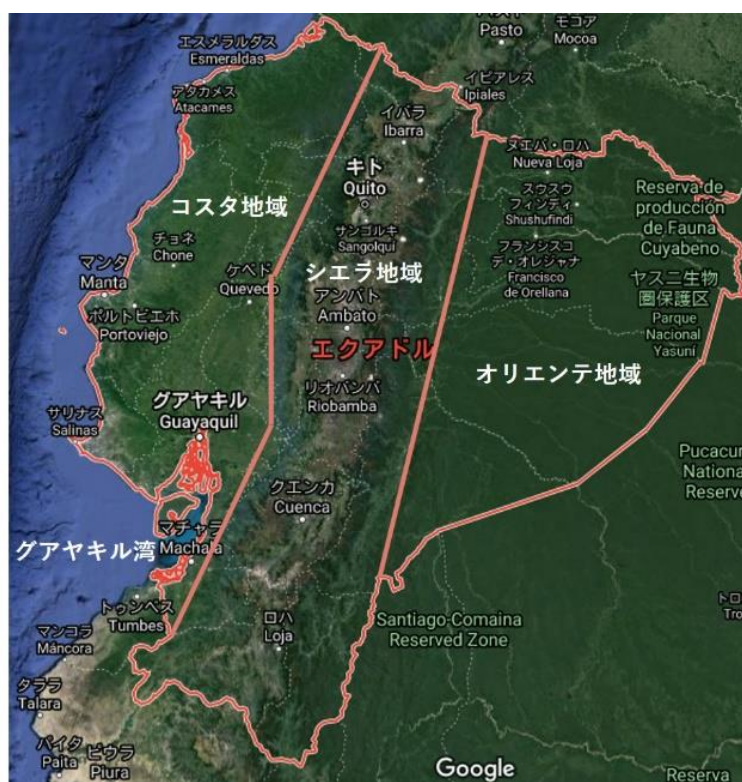 エスメラルダス
Esmeraldas
Pasto
モコア
Mocoa
アタカメス
Atacames
イピアレス
Ipiales
イバラ
Ibarra
ヌエバ・ロハ
Nueva Loja
キト
Quito
スウスウ
フィンディ
Shushufindi
Reserva de
producción
de Fauna
Cuyabeno
コスタ地域
サンゴルキ
Sangolquí
フランシスコ
・デ・オレジャナ
Francisco
de Orellana
チョネ
Chone
ケベド
Quevedo
シエラ地域
マンタ
Manta
アンバト
Ambato
ヤスニ生物
圏保護区
Parque
Nacional
Yasuní
ポルトビエホ
Portoviejo
エクアドル
オリエンテ地域
リオバンバ
Riobamba
サリナス
Salinas
グアヤキル
Guayaquil
Pucacur
National
Reserve
クエンカ
Cuenca
グアヤキル湾
マチャラ
Machala
トゥンベス
Tumbes
ロハ
Loja
Santiago-Comaina
Reserved Zone
マンコラ
Máncora
タララ
Talara
パイタ
Paita
ピウラ
Piura
Google
Reserva